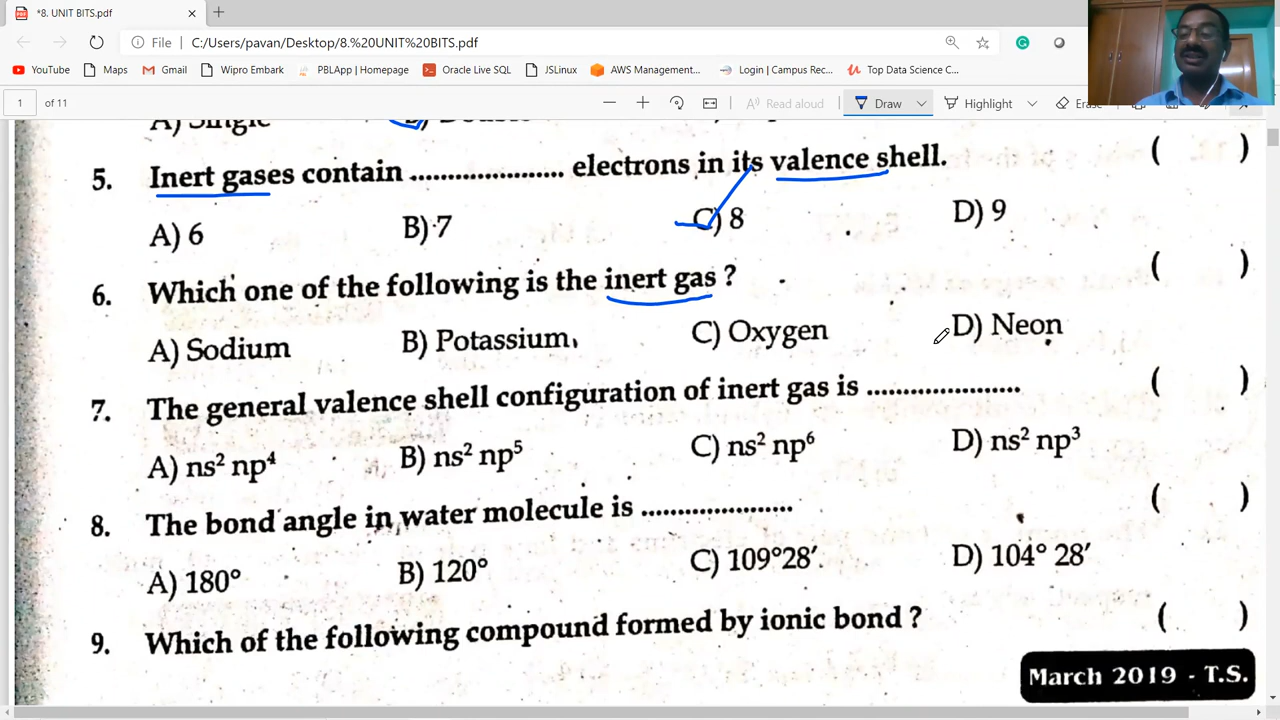 *8. UNIT BITS.pdf
File C:/Users/pavan/Desktop/8.%20UNIT%20BITS.pdf
YouTube Maps Gmail Wipro Embark PBLApp | Homepage Oracle Live SQL JSLinux AWS Management... Login | Campus Rec... Top Data Science C...
1 of 11 Read aloud Draw Highlight Erase
A) Single
5. Inert gases contain .................... electrons in its valence shell. ( )
A) 6 B) 7 C) 8 D) 9
6. Which one of the following is the inert gas ? ( )
A) Sodium B) Potassium C) Oxygen D) Neon
7. The general valence shell configuration of inert gas is .................... ( )
A) ns² np⁴ B) ns² np⁵ C) ns² np⁶ D) ns² np³
8. The bond angle in water molecule is .................... ( )
A) 180° B) 120° C) 109°28′. D) 104° 28′
9. Which of the following compound formed by ionic bond ? ( )
March 2019 - T.S.